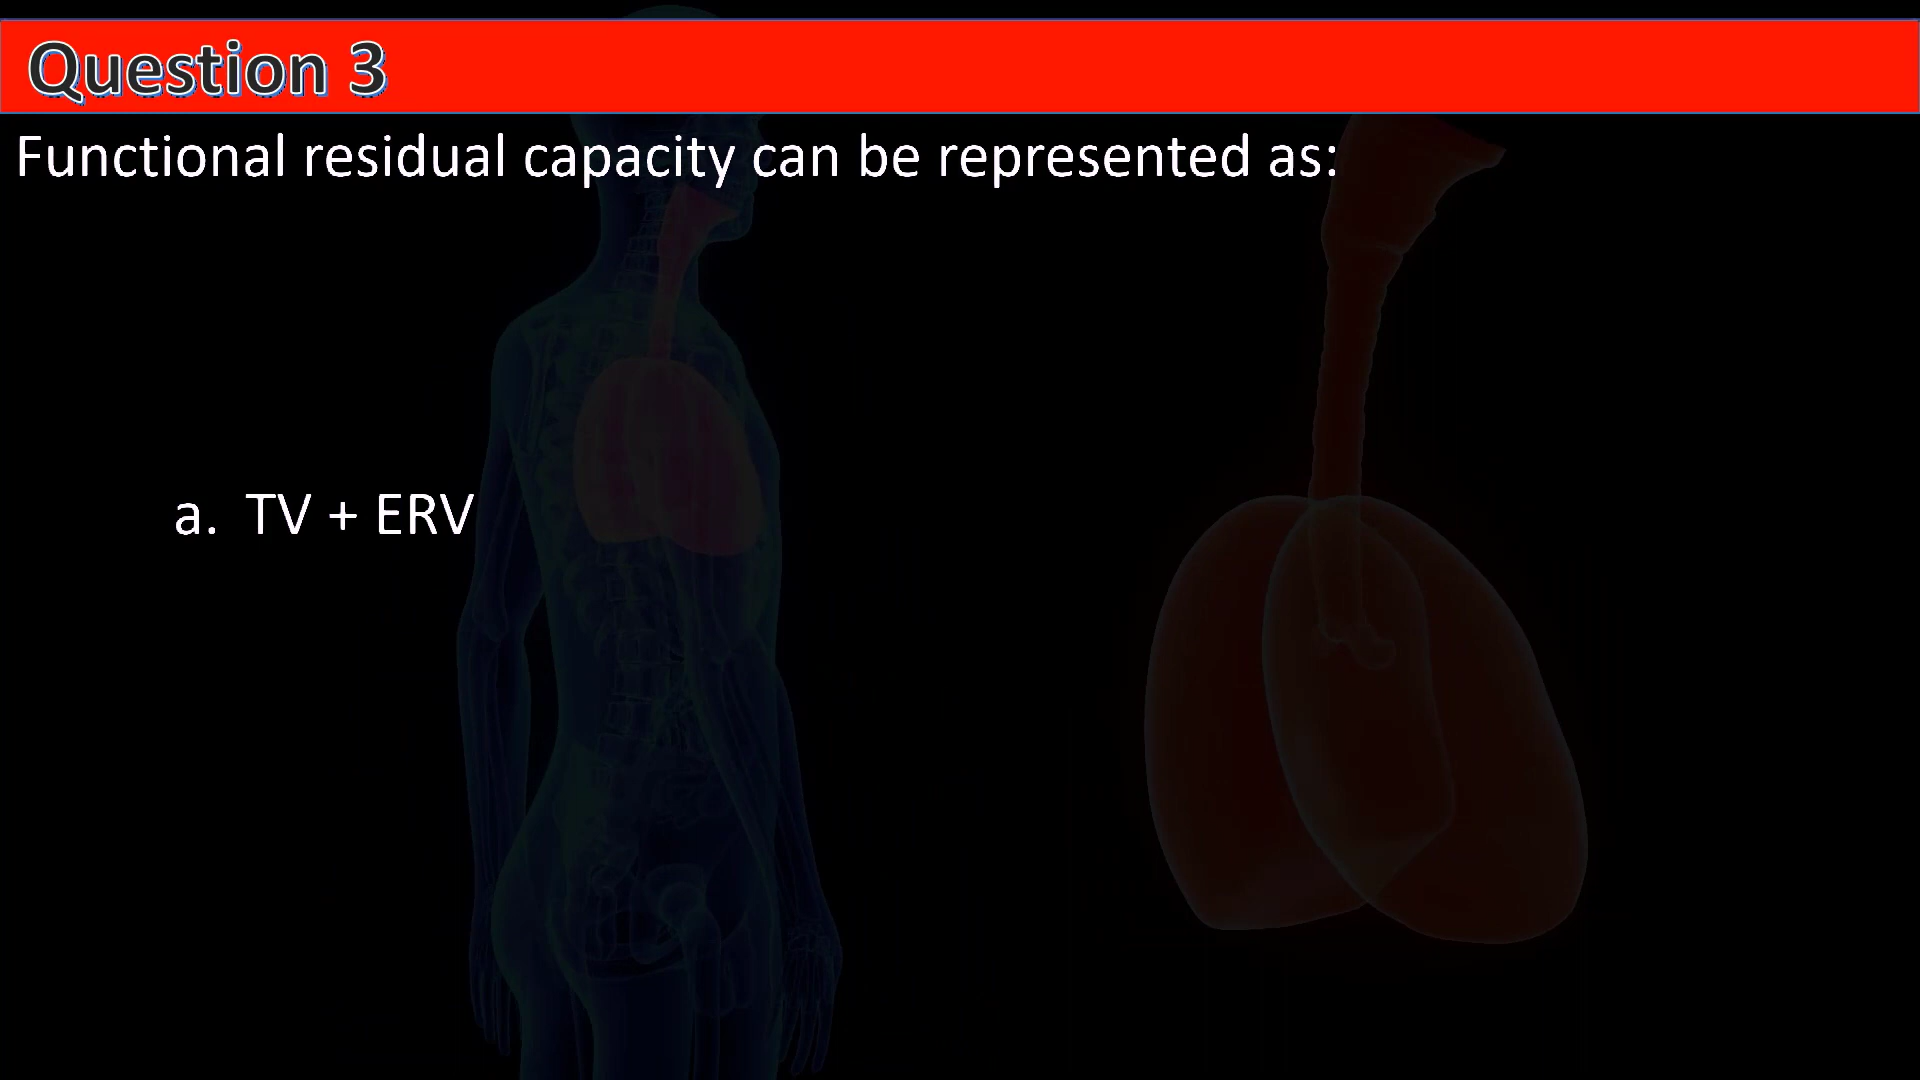 Question 3
Functional residual capacity can be represented as:
a. TV + ERV